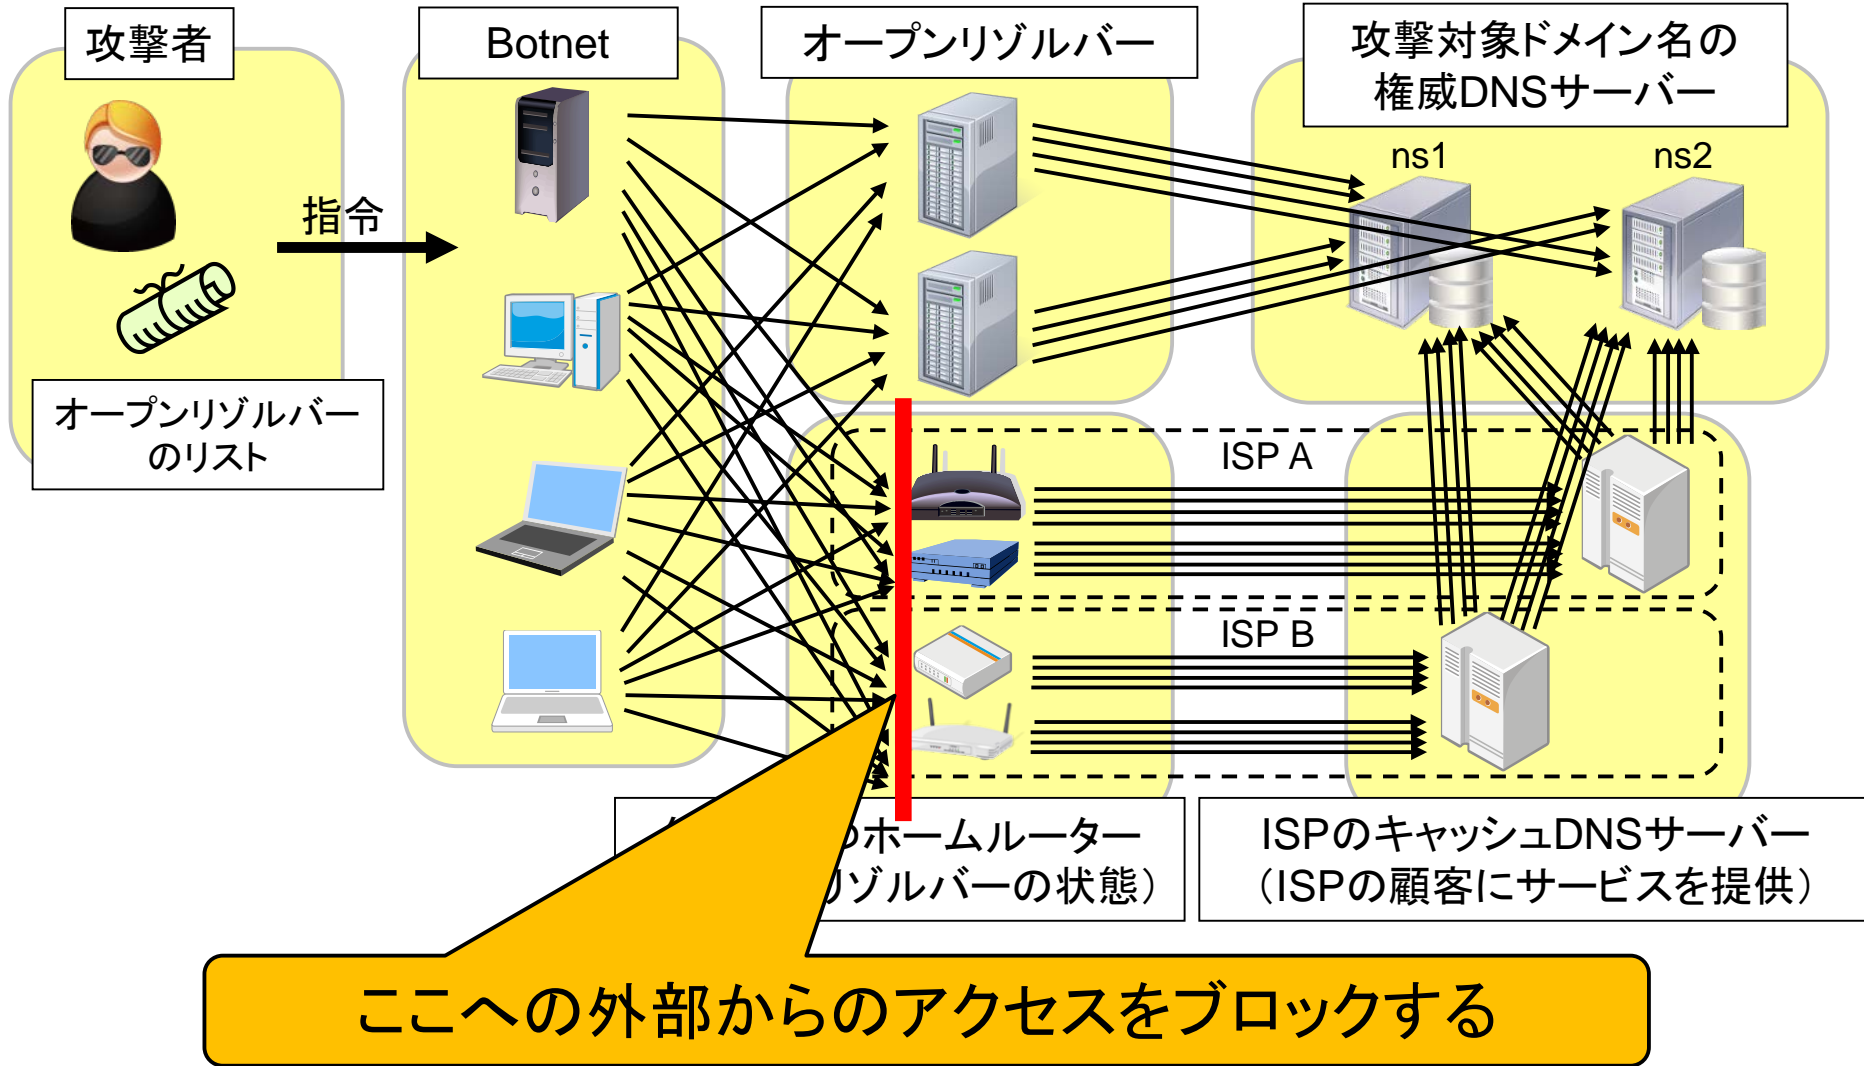 攻撃者
Botnet
オープンリゾルバー
攻撃対象ドメイン名の
権威DNSサーバー
ns1
ns2
指令
オープンリゾルバー
のリスト
ISP A
ISP B
ホームルーター
リゾルバーの状態）
ISPのキャッシュDNSサーバー
（ISPの顧客にサービスを提供）
ここへの外部からのアクセスをブロックする